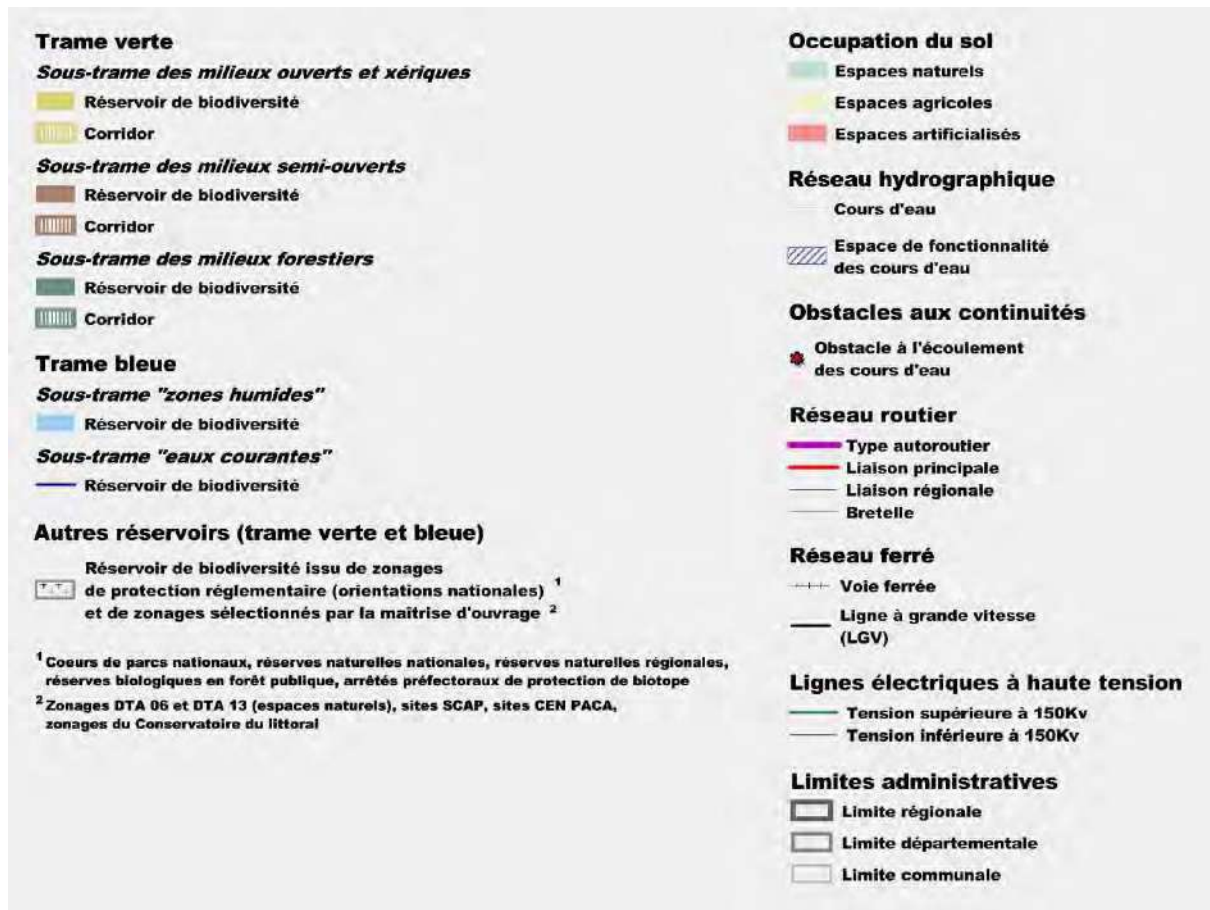 Trame verte
Sous-trame des milieux ouverts et xériques
Réservoir de biodiversité
Corridor
Sous-trame des milieux semi-ouverts
Réservoir de biodiversité
Corridor
Sous-trame des milieux forestiers
Réservoir de biodiversité
Corridor
Trame bleue
Sous-trame "zones humides"
Réservoir de biodiversité
Sous-trame "eaux courantes"
Réservoir de biodiversité
Autres réservoirs (trame verte et bleue)
Réservoir de biodiversité issu de zonages
de protection réglementaire (orientations nationales) 1
et de zonages sélectionnés par la maîtrise d'ouvrage 2
1 Coeurs de parcs nationaux, réserves naturelles nationales, réserves naturelles régionales,
réserves biologiques en forêt publique, arrêtés préfectoraux de protection de biotope
2 Zonages DTA 06 et DTA 13 (espaces naturels), sites SCAP, sites CEN PACA,
zonages du Conservatoire du littoral
Occupation du sol
Espaces naturels
Espaces agricoles
Espaces artificialisés
Réseau hydrographique
Cours d'eau
Espace de fonctionnalité
des cours d'eau
Obstacles aux continuités
Obstacle à l'écoulement
des cours d'eau
Réseau routier
Type autoroutier
Liaison principale
Liaison régionale
Bretelle
Réseau ferré
Voie ferrée
Ligne à grande vitesse
(LGV)
Lignes électriques à haute tension
Tension supérieure à 150Kv
Tension inférieure à 150Kv
Limites administratives
Limite régionale
Limite départementale
Limite communale